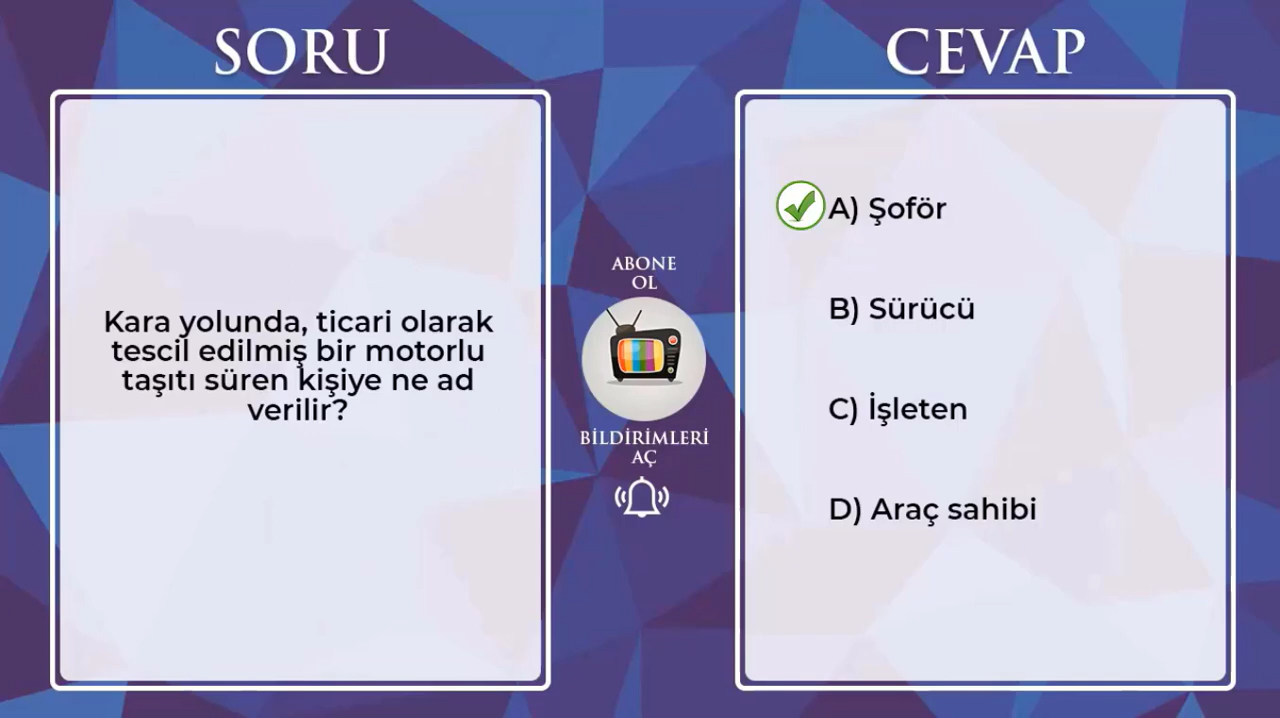 SORU
Kara yolunda, ticari olarak
tescil edilmiş bir motorlu
taşıtı süren kişiye ne ad
verilir?
ABONE
OL
BİLDİRİMLERİ
AÇ
CEVAP
A) Şoför
B) Sürücü
C) İşleten
D) Araç sahibi